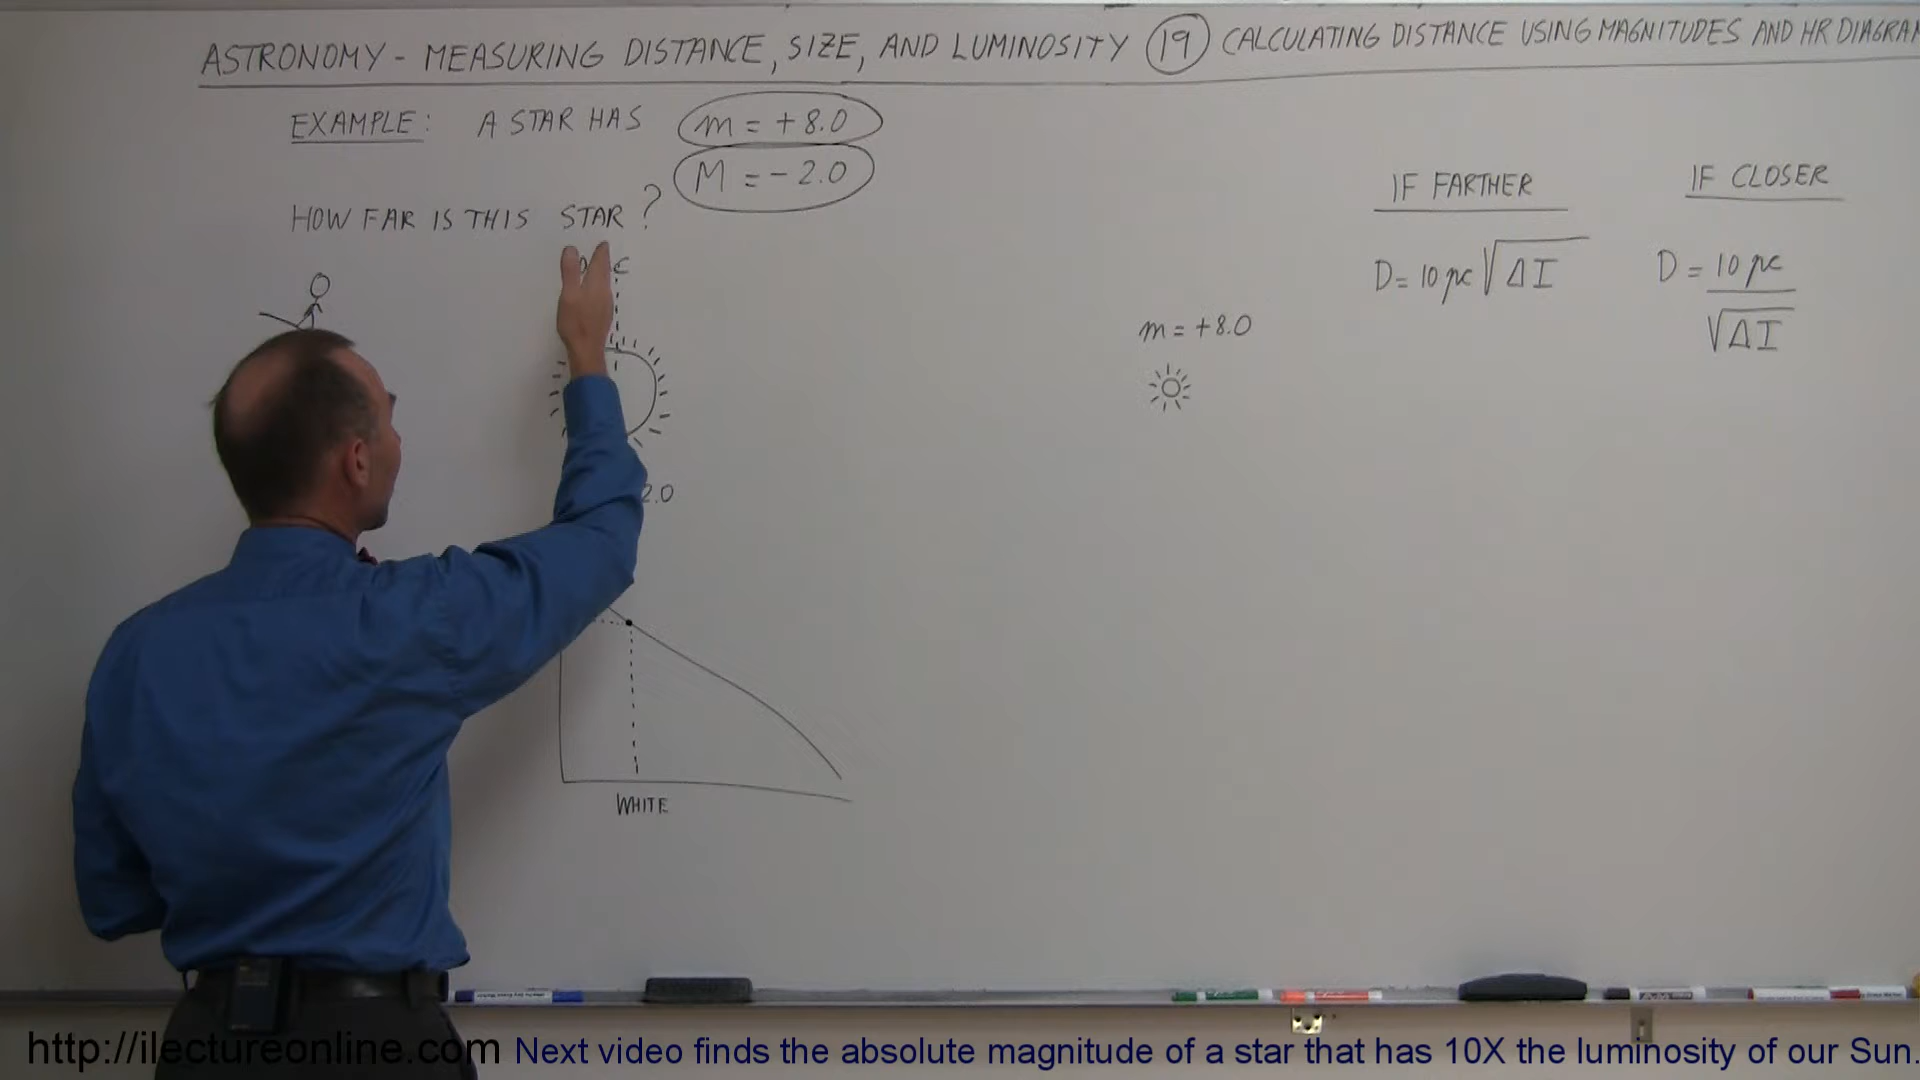 ASTRONOMY - MEASURING DISTANCE, SIZE, AND LUMINOSITY 19 CALCULATING DISTANCE USING MAGNITUDES AND HR DIAGRAM
EXAMPLE: A STAR HAS m = +8.0
M = -2.0
HOW FAR IS THIS STAR?
IF FARTHER
D = 10 pc √ΔI
IF CLOSER
D = 10 pc / √ΔI
m = +8.0
2.0
WHITE
http://ilectureonline.com Next video finds the absolute magnitude of a star that has 10X the luminosity of our Sun.